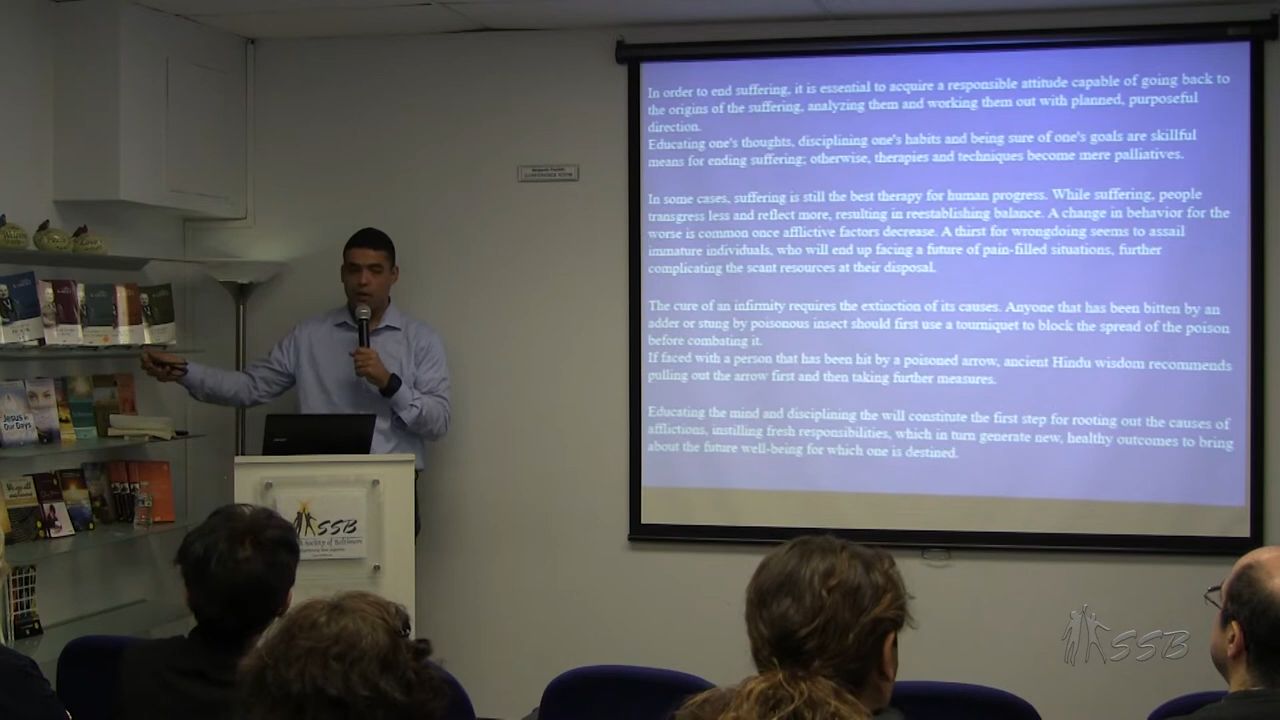 In order to end suffering, it is essential to acquire a responsible attitude capable of going back to
the origins of the suffering, analyzing them and working them out with planned, purposeful
direction.
Educating one's thoughts, disciplining one's habits and being sure of one's goals are skillful
means for ending suffering; otherwise, therapies and techniques become mere palliatives.
In some cases, suffering is still the best therapy for human progress. While suffering, people
transgress less and reflect more, resulting in reestablishing balance. A change in behavior for the
worse is common once afflictive factors decrease. A thirst for wrongdoing seems to assail
immature individuals, who will end up facing a future of pain-filled situations, further
complicating the scant resources at their disposal.
The cure of an infirmity requires the extinction of its causes. Anyone that has been bitten by an
adder or stung by poisonous insect should first use a tourniquet to block the spread of the poison
before combating it.
If faced with a person that has been hit by a poisoned arrow, ancient Hindu wisdom recommends
pulling out the arrow first and then taking further measures.
Educating the mind and disciplining the will constitute the first step for rooting out the causes of
afflictions, instilling fresh responsibilities, which in turn generate new, healthy outcomes to bring
about the future well-being for which one is destined.
CONFERENCE ROOM
Jesus in
Our Days
SSB
Society of Baltimore
SSB